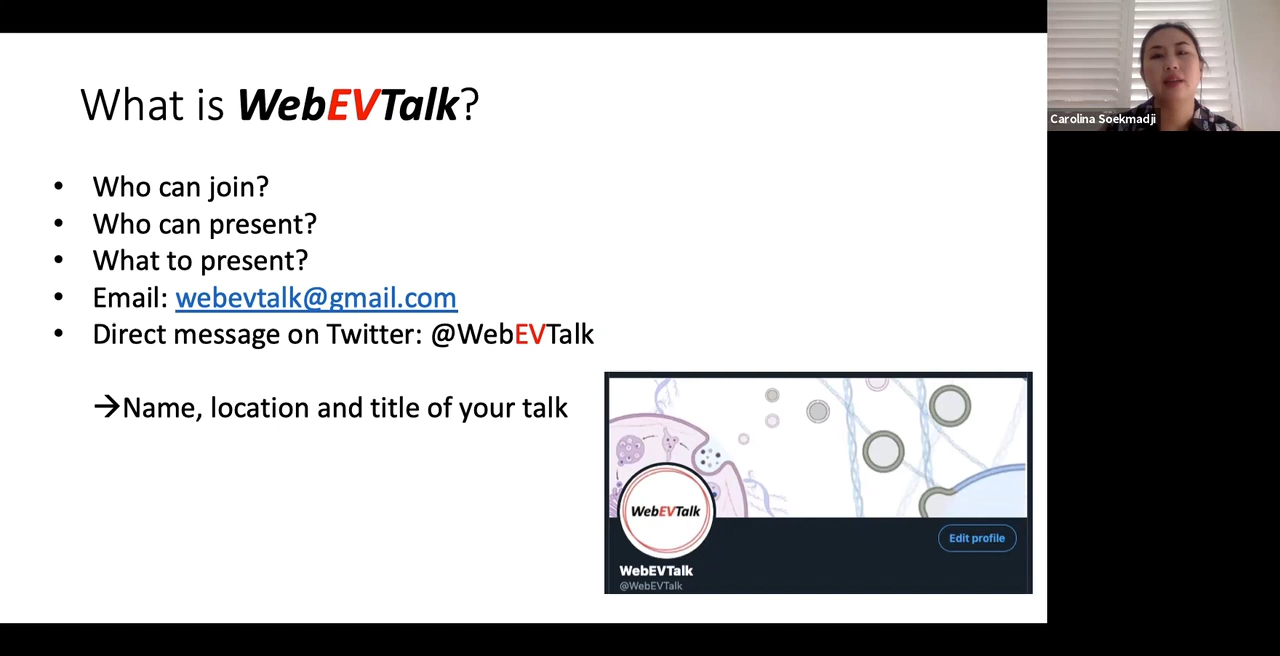 What is WebEVTalk?
Carolina Soekmadji
• Who can join?
• Who can present?
• What to present?
• Email: webevtalk@gmail.com
• Direct message on Twitter: @WebEVTalk
→Name, location and title of your talk
WebEVTalk
Edit profile
WebEVTalk
@WebEVTalk